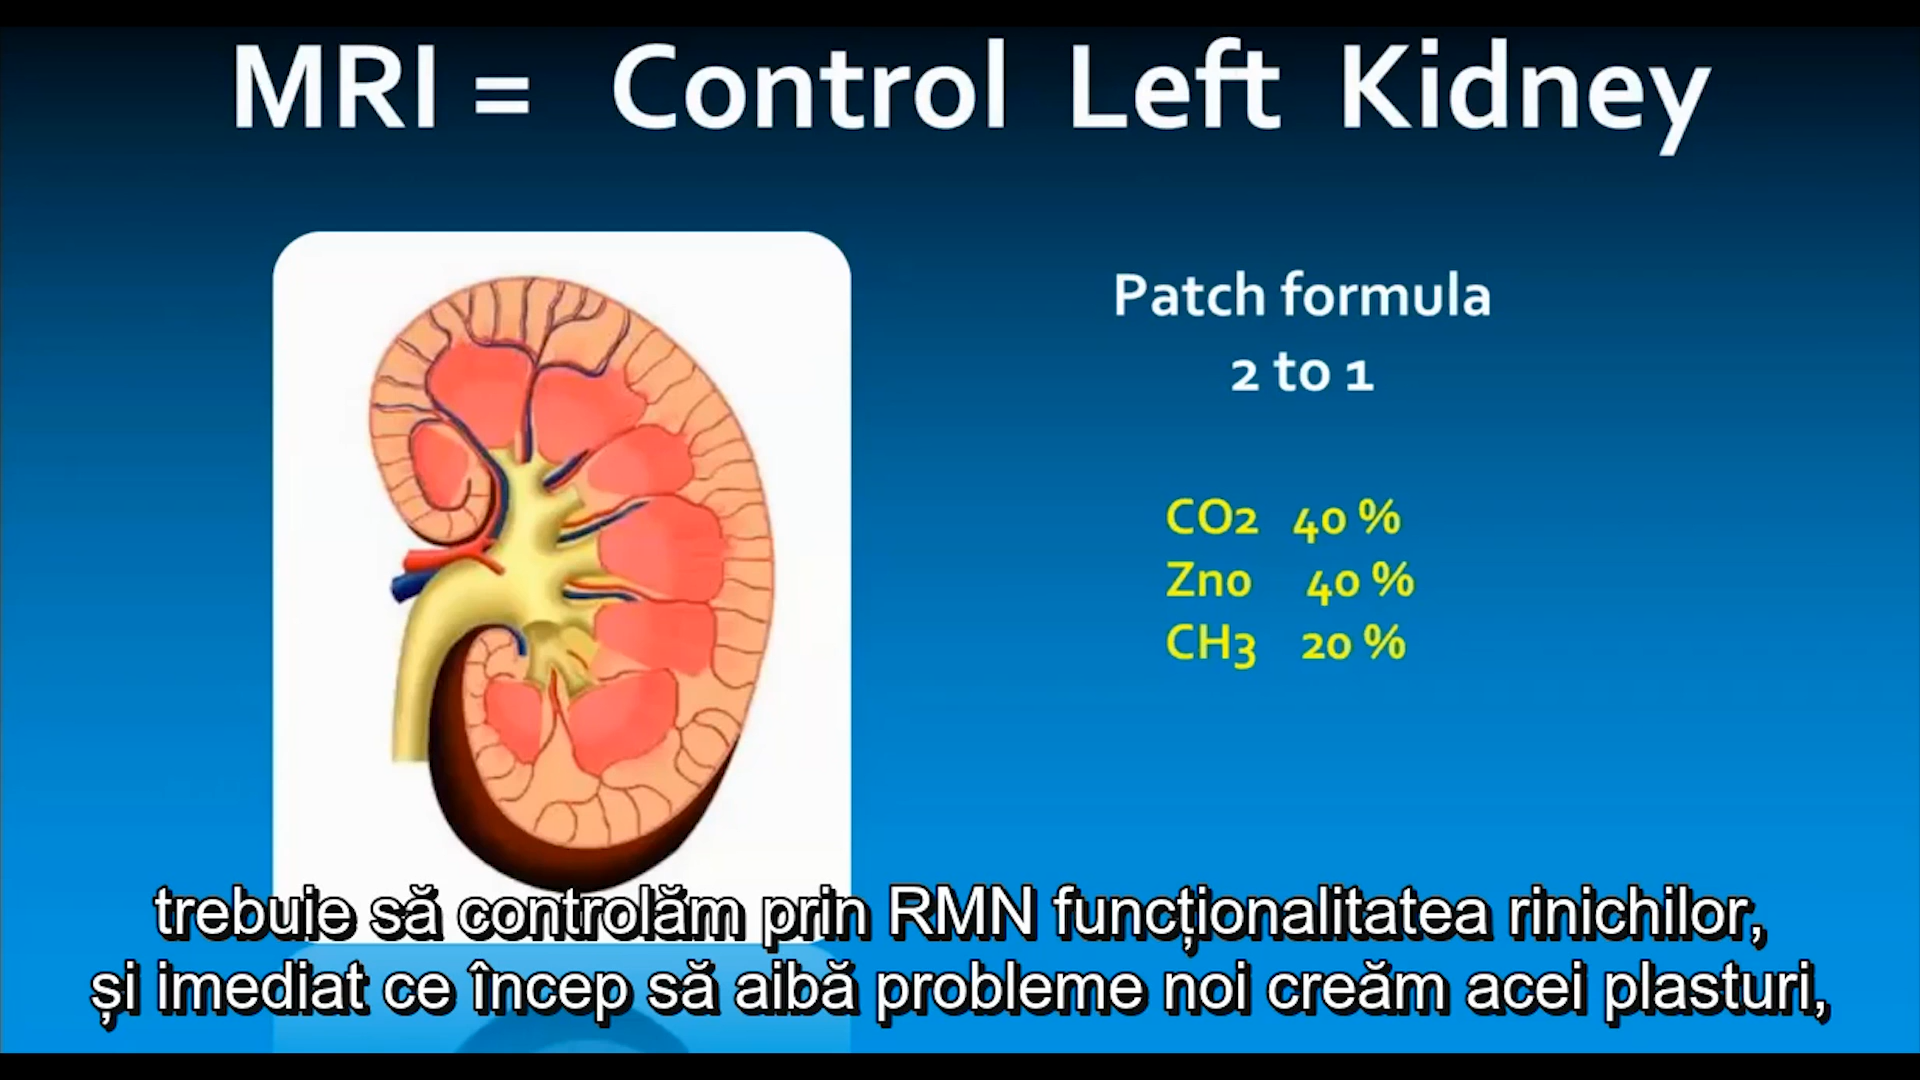 MRI = Control Left Kidney
Patch formula
2 to 1
CO2 40 %
Zno 40 %
CH3 20 %
trebuie să controlăm prin RMN funcționalitatea rinichilor,
și imediat ce încep să aibă probleme noi creăm acei plasturi,